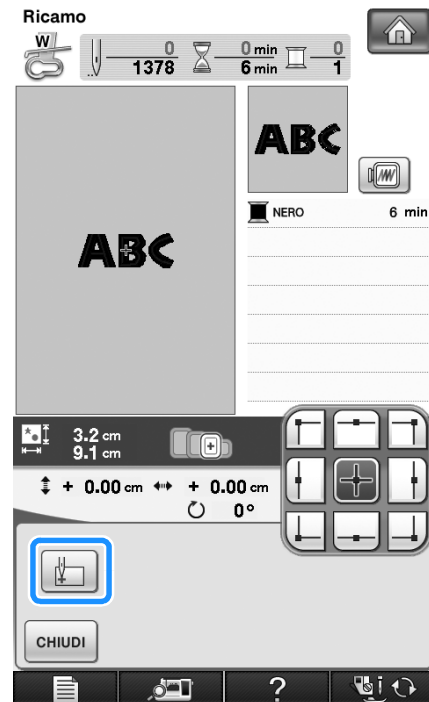 Ricamo
W
0
1378
0 min
6 min
0
1
ABC
ABC
NERO 6 min
3.2 cm
9.1 cm
+ 0.00 cm + 0.00 cm
0°
CHIUDI
?